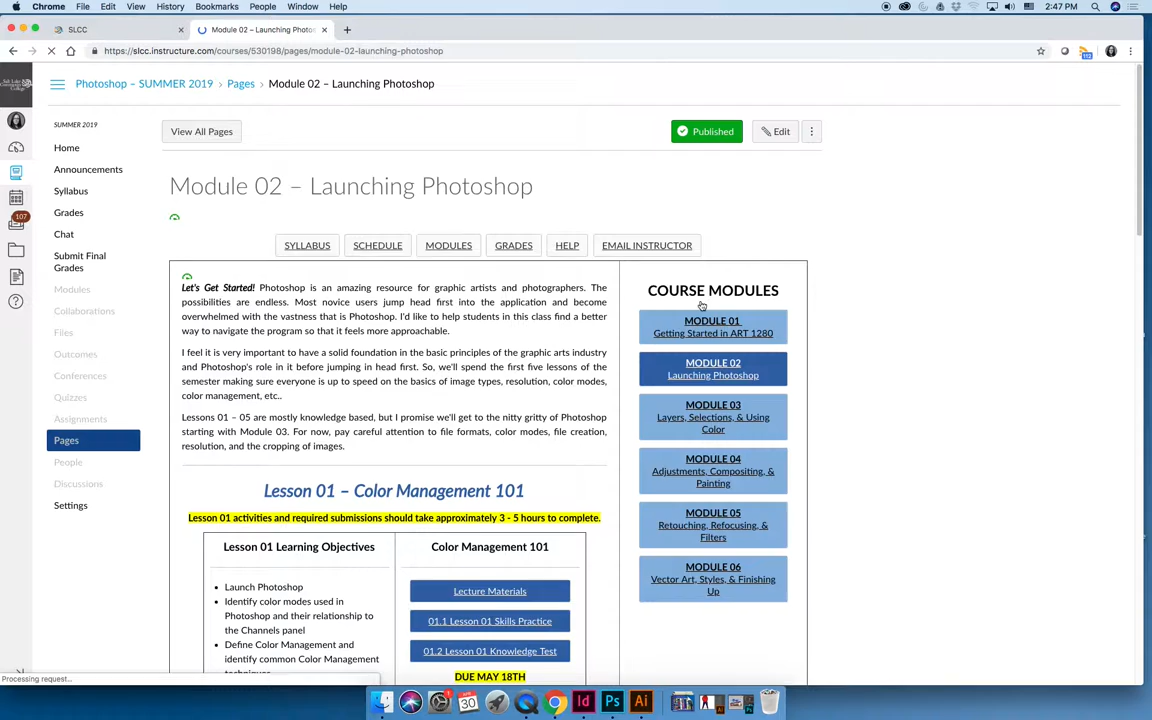 Chrome File Edit View History Bookmarks People Window Help 2:47 PM
SLCC
Module 02 – Launching Photos
https://slcc.instructure.com/courses/530198/pages/module-02-launching-photoshop
Photoshop – SUMMER 2019 › Pages › Module 02 – Launching Photoshop
SUMMER 2019
Home
Announcements
Syllabus
Grades
Chat
Submit Final
Grades
Modules
Collaborations
Files
Outcomes
Conferences
Quizzes
Assignments
Pages
People
Discussions
Settings
107
View All Pages
Published
Edit
Module 02 – Launching Photoshop
SYLLABUS SCHEDULE MODULES GRADES HELP EMAIL INSTRUCTOR
Let's Get Started! Photoshop is an amazing resource for graphic artists and photographers. The
possibilities are endless. Most novice users jump head first into the application and become
overwhelmed with the vastness that is Photoshop. I'd like to help students in this class find a better
way to navigate the program so that it feels more approachable.
I feel it is very important to have a solid foundation in the basic principles of the graphic arts industry
and Photoshop's role in it before jumping in head first. So, we'll spend the first five lessons of the
semester making sure everyone is up to speed on the basics of image types, resolution, color modes,
color management, etc..
Lessons 01 – 05 are mostly knowledge based, but I promise we'll get to the nitty gritty of Photoshop
starting with Module 03. For now, pay careful attention to file formats, color modes, file creation,
resolution, and the cropping of images.
Lesson 01 – Color Management 101
Lesson 01 activities and required submissions should take approximately 3 - 5 hours to complete.
Lesson 01 Learning Objectives
Launch Photoshop
Identify color modes used in
Photoshop and their relationship to
the Channels panel
Define Color Management and
identify common Color Management
techniques
Color Management 101
Lecture Materials
01.1 Lesson 01 Skills Practice
01.2 Lesson 01 Knowledge Test
DUE MAY 18TH
COURSE MODULES
MODULE 01
Getting Started in ART 1280
MODULE 02
Launching Photoshop
MODULE 03
Layers, Selections, & Using
Color
MODULE 04
Adjustments, Compositing, &
Painting
MODULE 05
Retouching, Refocusing, &
Filters
MODULE 06
Vector Art, Styles, & Finishing
Up
Processing request...
30
Id
Ps
Ai